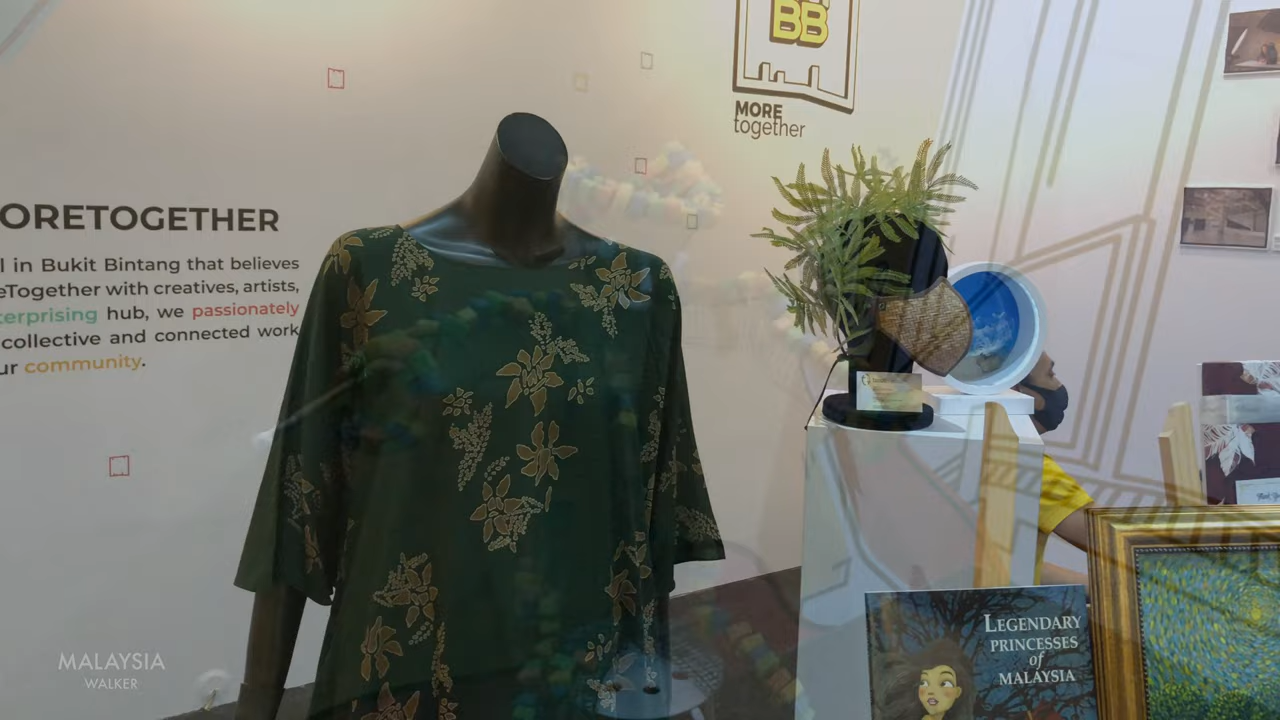 BB
MORE
together
ORETOGETHER
l in Bukit Bintang that believes
eTogether with creatives, artists,
terprising hub, we passionately
collective and connected work
ur community.
LEGENDARY
PRINCESSES
of
MALAYSIA
MALAYSIA
WALKER